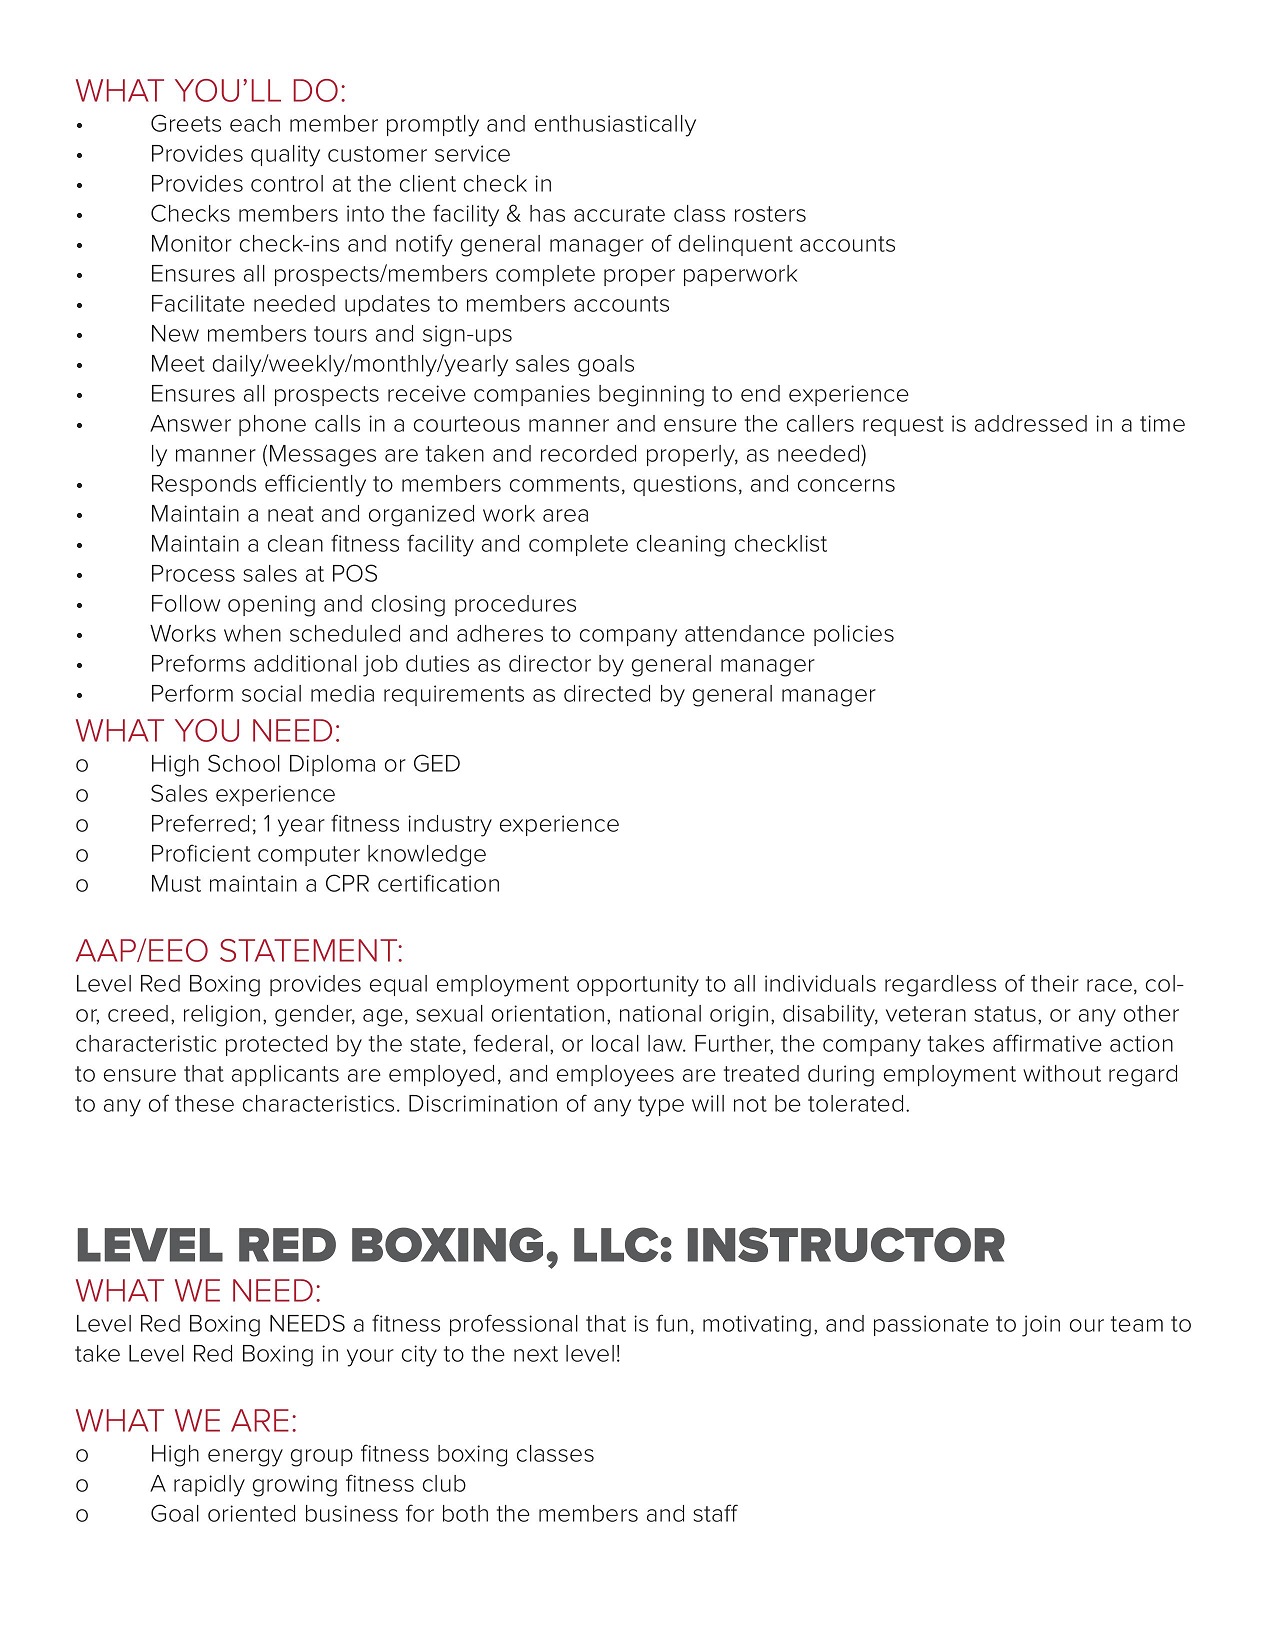 WHAT YOU’LL DO:
• Greets each member promptly and enthusiastically
• Provides quality customer service
• Provides control at the client check in
• Checks members into the facility & has accurate class rosters
• Monitor check-ins and notify general manager of delinquent accounts
• Ensures all prospects/members complete proper paperwork
• Facilitate needed updates to members accounts
• New members tours and sign-ups
• Meet daily/weekly/monthly/yearly sales goals
• Ensures all prospects receive companies beginning to end experience
• Answer phone calls in a courteous manner and ensure the callers request is addressed in a time
ly manner (Messages are taken and recorded properly, as needed)
• Responds efficiently to members comments, questions, and concerns
• Maintain a neat and organized work area
• Maintain a clean fitness facility and complete cleaning checklist
• Process sales at POS
• Follow opening and closing procedures
• Works when scheduled and adheres to company attendance policies
• Preforms additional job duties as director by general manager
• Perform social media requirements as directed by general manager
WHAT YOU NEED:
o High School Diploma or GED
o Sales experience
o Preferred; 1 year fitness industry experience
o Proficient computer knowledge
o Must maintain a CPR certification
AAP/EEO STATEMENT:
Level Red Boxing provides equal employment opportunity to all individuals regardless of their race, col-
or, creed, religion, gender, age, sexual orientation, national origin, disability, veteran status, or any other
characteristic protected by the state, federal, or local law. Further, the company takes affirmative action
to ensure that applicants are employed, and employees are treated during employment without regard
to any of these characteristics. Discrimination of any type will not be tolerated.
LEVEL RED BOXING, LLC: INSTRUCTOR
WHAT WE NEED:
Level Red Boxing NEEDS a fitness professional that is fun, motivating, and passionate to join our team to
take Level Red Boxing in your city to the next level!
WHAT WE ARE:
o High energy group fitness boxing classes
o A rapidly growing fitness club
o Goal oriented business for both the members and staff